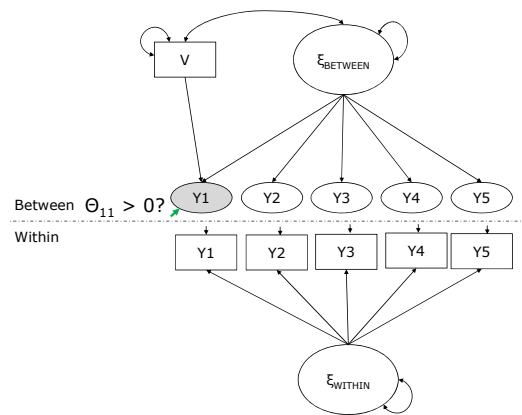 V
ξBETWEEN
Y1 Y2 Y3 Y4 Y5
Between Θ11 > 0?
Within
Y1 Y2 Y3 Y4 Y5
ξWITHIN